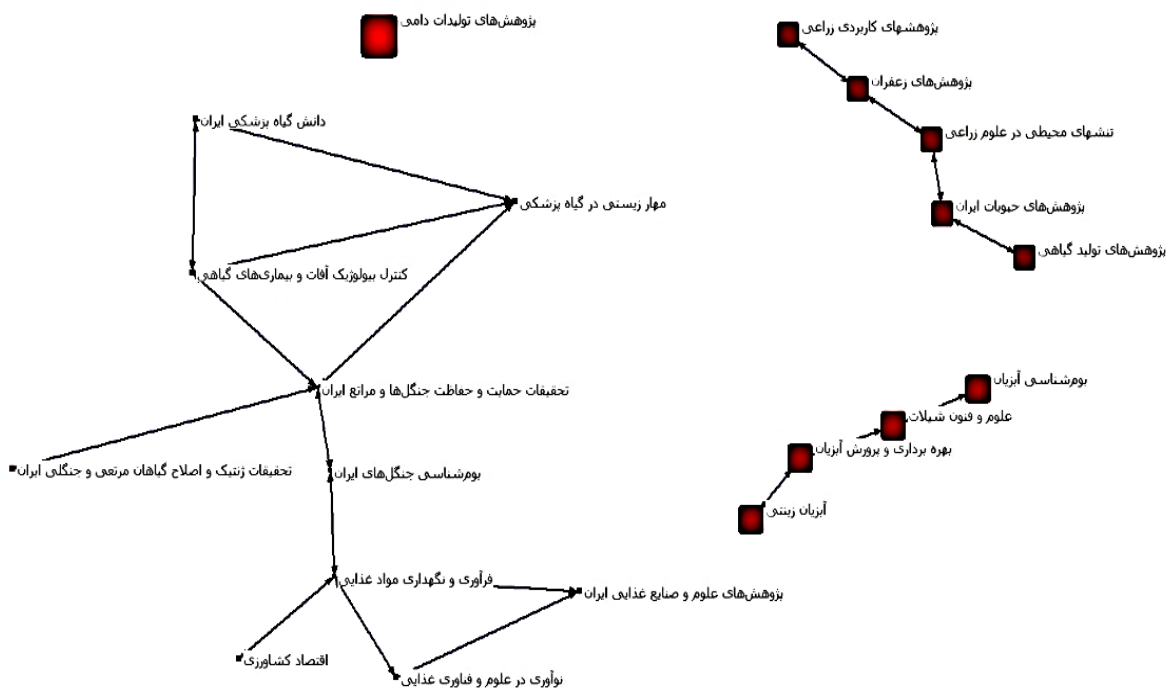 پژوهش‌های تولیدات دامی
پژوهشهای کاربردی زراعی
پژوهش‌های زعفران
دانش گیاه پزشکی ایران
تنشهای محیطی در علوم زراعی
مهار زیستی در گیاه پزشکی
پژوهش‌های حبوبات ایران
پژوهش‌های تولید گیاهی
کنترل بیولوژیک آفات و بیماری‌های گیاهی
تحقیقات حمایت و حفاظت جنگل‌ها و مراتع ایران
بوم‌شناسی آبزیان
علوم و فنون شیلات
بهره برداری و پرورش آبزیان
تحقیقات ژنتیک و اصلاح گیاهان مرتعی و جنگلی ایران
بوم‌شناسی جنگل‌های ایران
آبزیان زینتی
فرآوری و نگهداری مواد غذایی
پژوهش‌های علوم و صنایع غذایی ایران
اقتصاد کشاورزی
نوآوری در علوم و فناوری غذایی